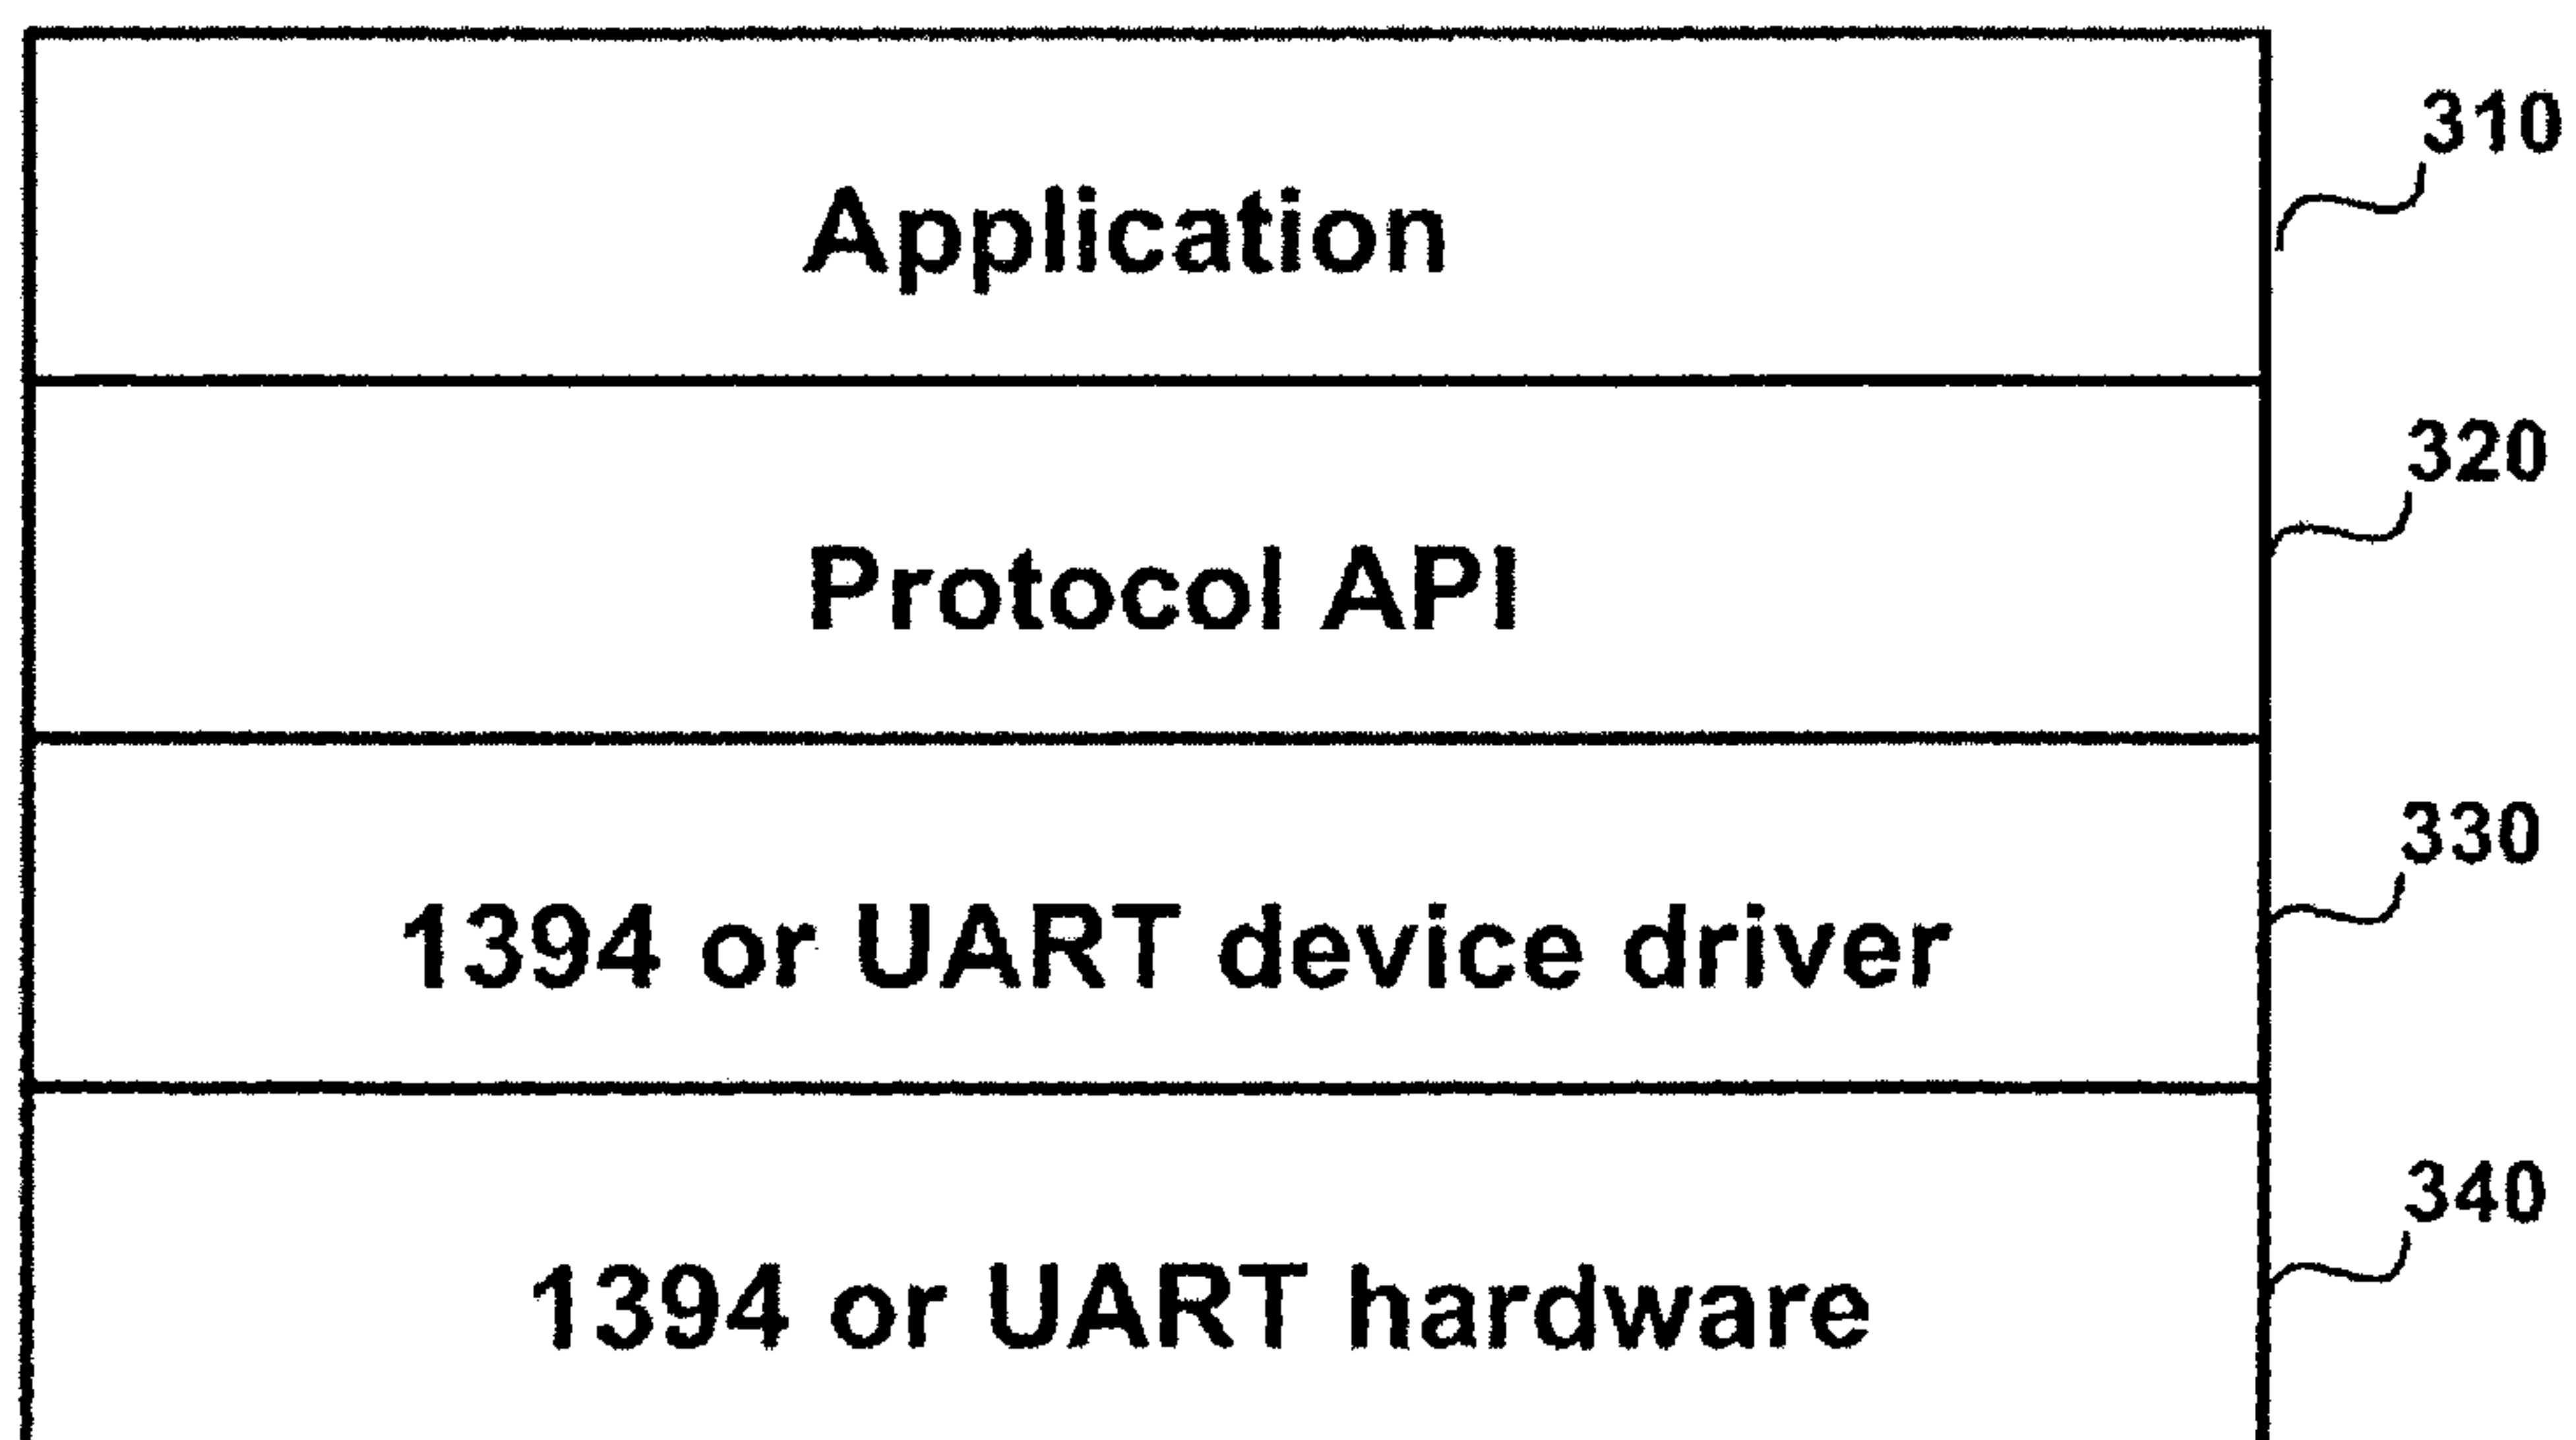 310
Application
320
Protocol API
330
1394 or UART device driver
340
1394 or UART hardware